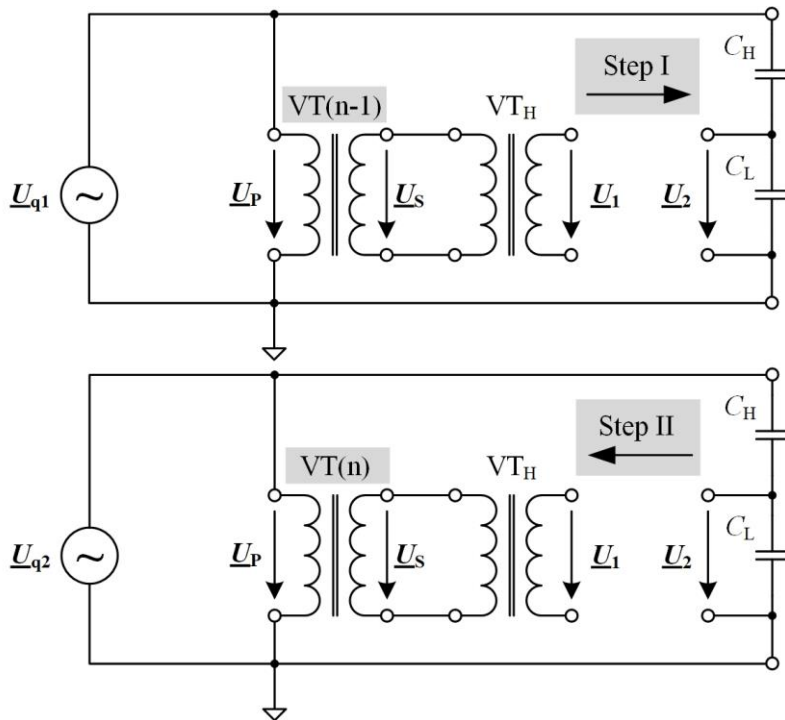 C_H
Step I
VT(n-1)
VT_H
C_L
U_q1
~
U_P
U_S
U_1
U_2
C_H
Step II
VT(n)
VT_H
C_L
U_q2
~
U_P
U_S
U_1
U_2